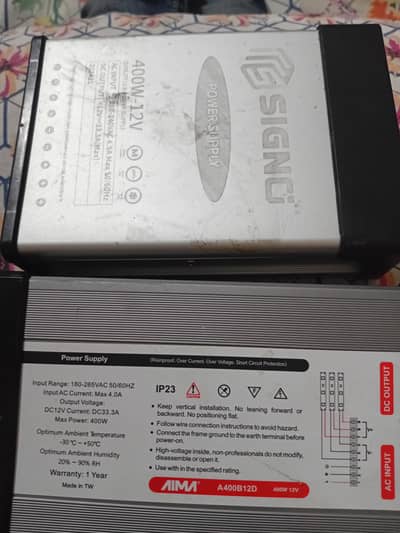 SIGNC
POWER SUPPLY
400W-12V
Power Supply
(Rainproof. Over Current. Over Voltage. Short Circuit Protection)
Input Range: 180-265VAC 50/60HZ
Input AC Current: Max 4.0A
Output Voltage:
DC12V Current: DC33.3A
Max Power: 400W
Optimum Ambient Temperature
-30°C ~ +50°C
Optimum Ambient Humidity
20% ~ 90% RH
Warranty: 1 Year
Made in TW
IP23
• Keep vertical installation. No leaning forward or
backward. No positioning flat.
• Follow wire connection instructions to avoid hazard.
• Connect the frame ground to the earth terminal before
power-on.
• High-voltage inside, non-professionals do not modify,
disassemble or open it.
• Use with in the specified rating.
AIMA A400B12D 400W 12V
DC OUTPUT
AC INPUT